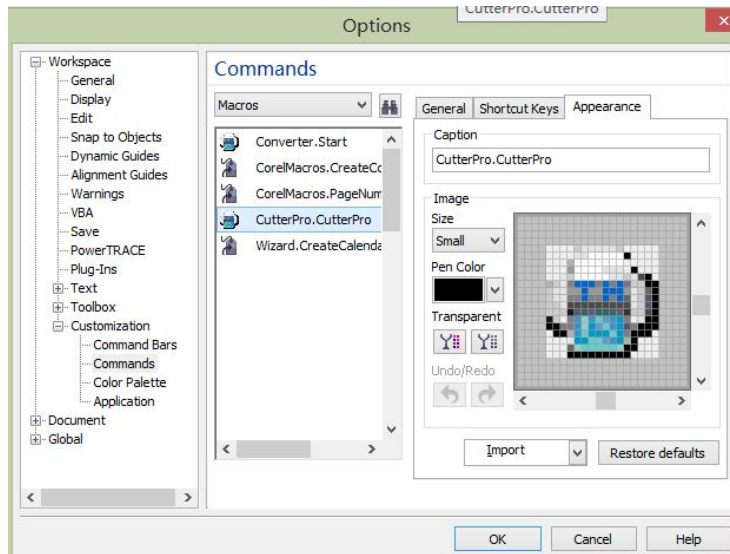 CutterPro.CutterPro
Options
Workspace
General
Display
Edit
Snap to Objects
Dynamic Guides
Alignment Guides
Warnings
VBA
Save
PowerTRACE
Plug-Ins
Text
Toolbox
Customization
Command Bars
Commands
Color Palette
Application
Document
Global
Commands
Macros
Converter.Start
CorelMacros.CreateCo
CorelMacros.PageNum
CutterPro.CutterPro
Wizard.CreateCalenda
General Shortcut Keys Appearance
Caption
CutterPro.CutterPro
Image
Size
Small
Pen Color
Transparent
Undo/Redo
Import
Restore defaults
OK Cancel Help